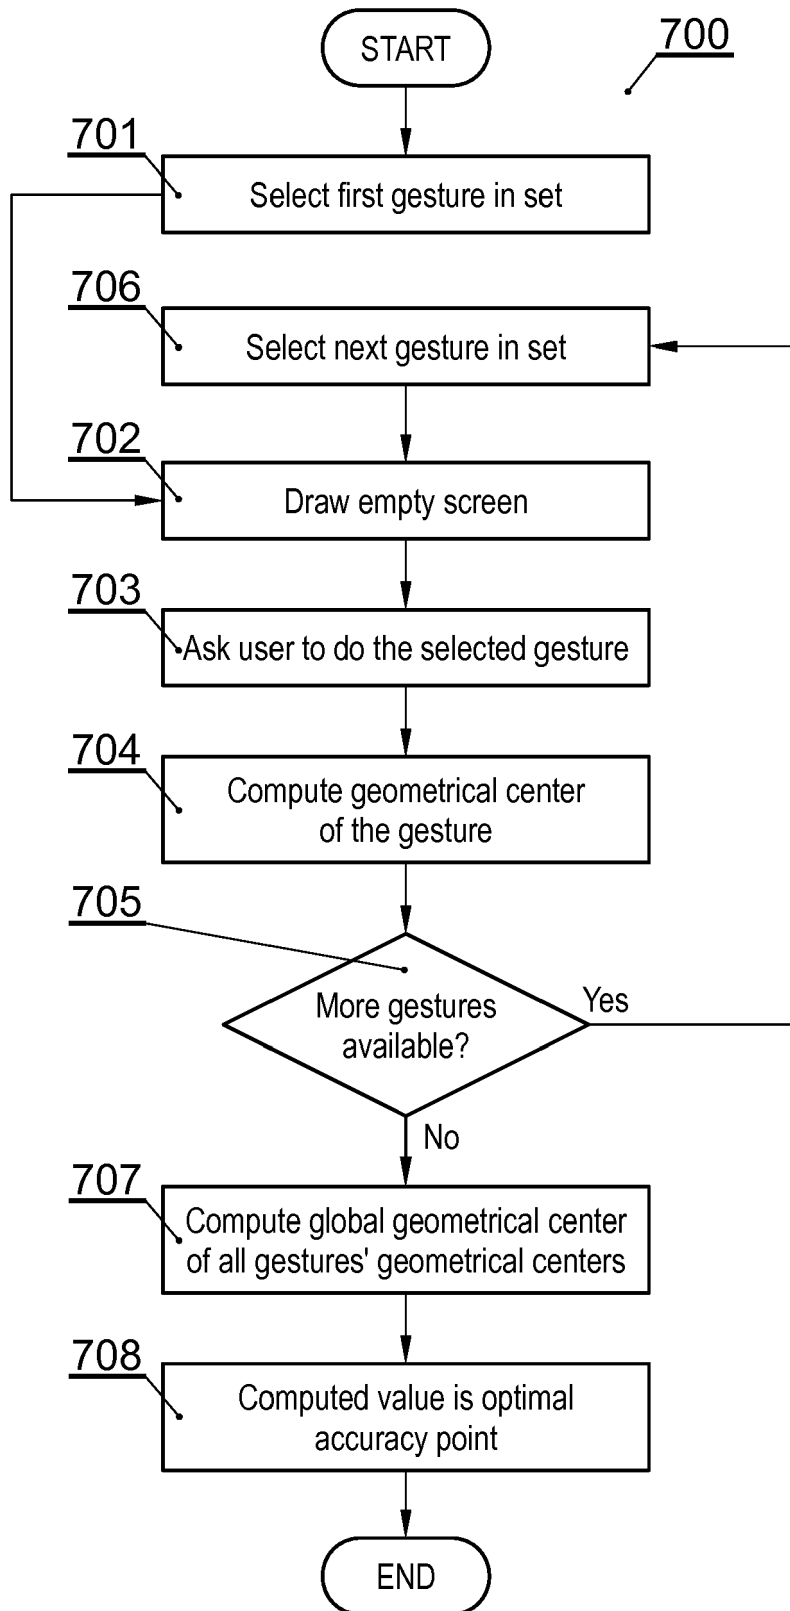 START
700
701
Select first gesture in set
706
Select next gesture in set
702
Draw empty screen
703
Ask user to do the selected gesture
704
Compute geometrical center
of the gesture
705
More gestures
available?
Yes
No
707
Compute global geometrical center
of all gestures' geometrical centers
708
Computed value is optimal
accuracy point
END